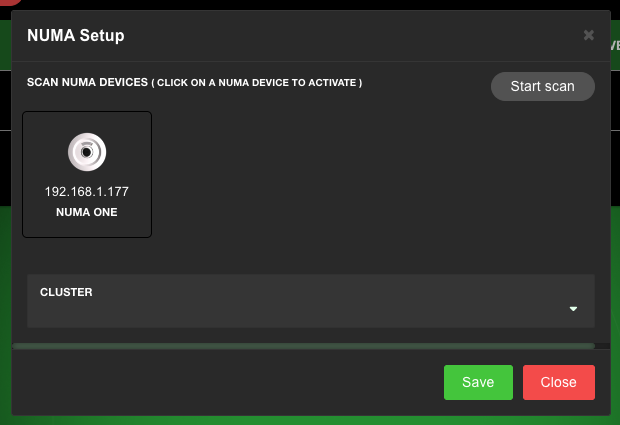 NUMA Setup
SCAN NUMA DEVICES ( CLICK ON A NUMA DEVICE TO ACTIVATE )
Start scan
192.168.1.177
NUMA ONE
CLUSTER
Save
Close